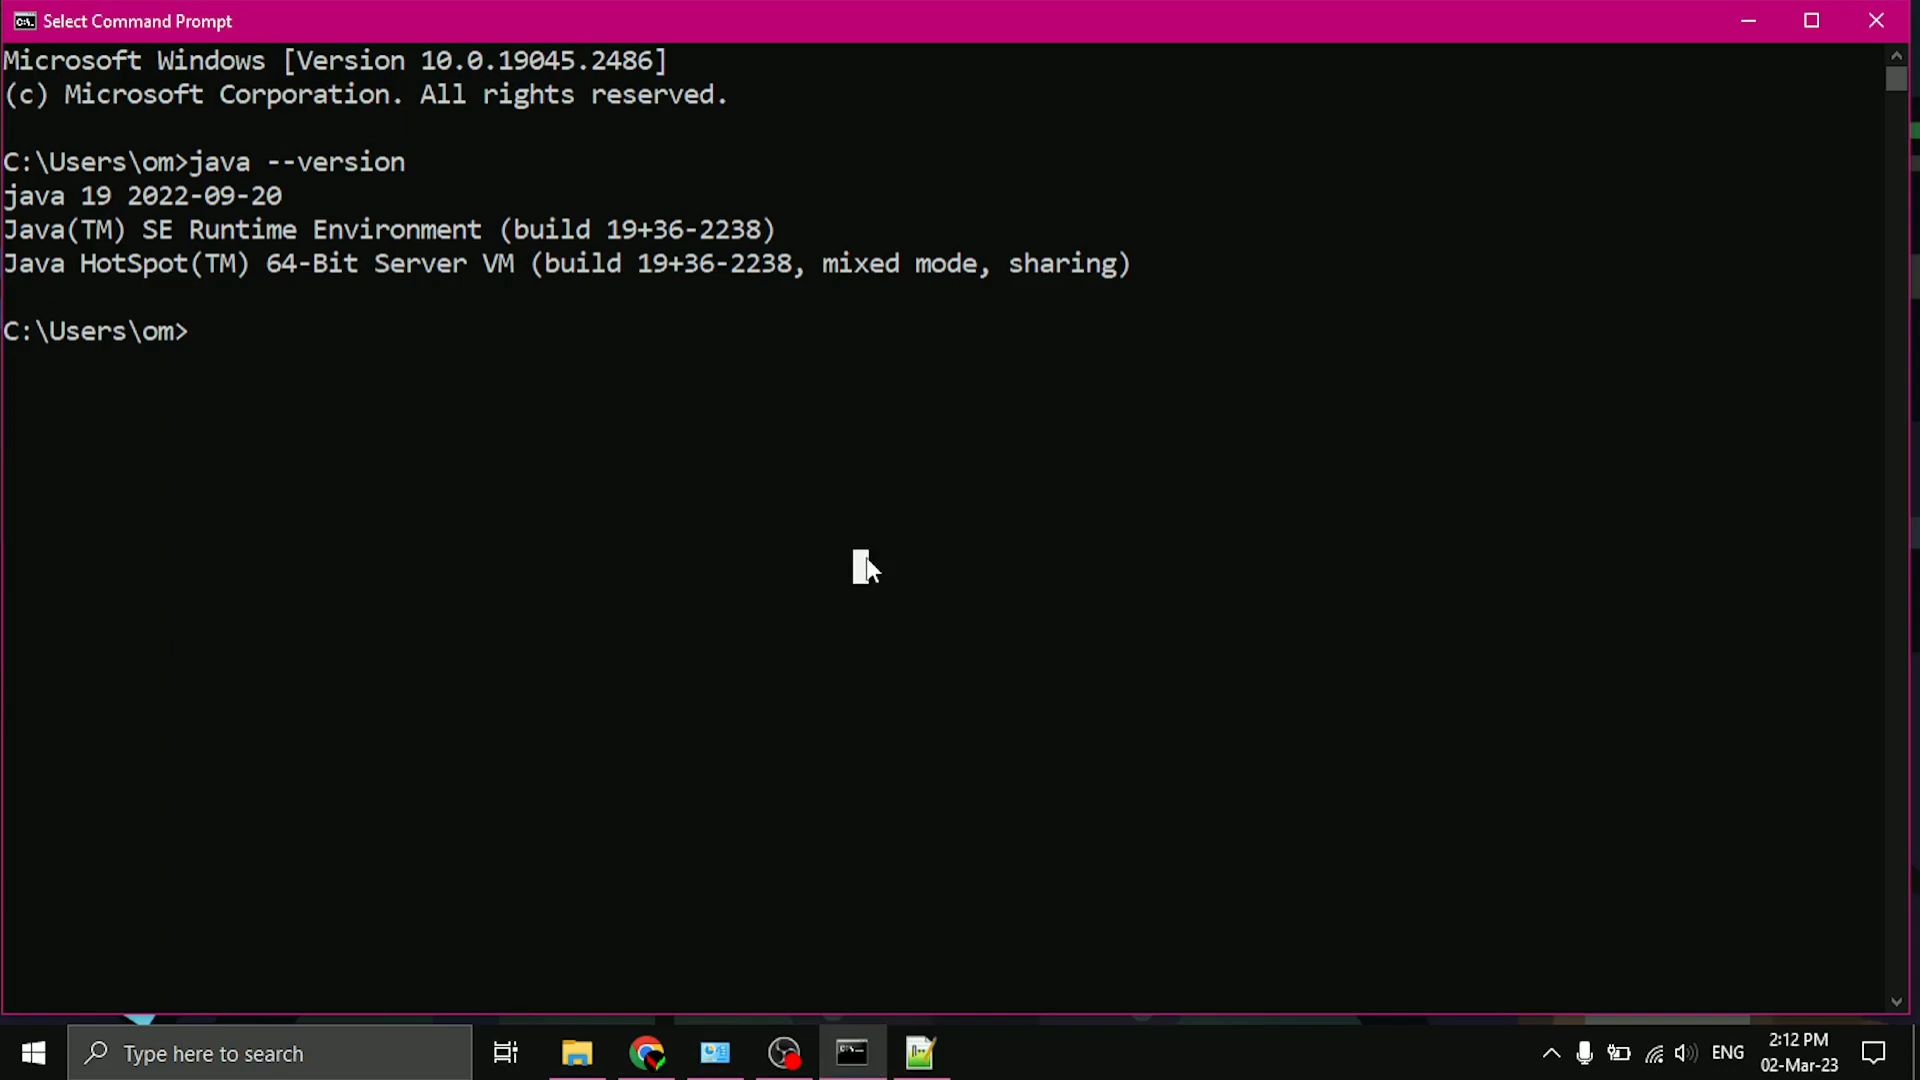 Select Command Prompt
Microsoft Windows [Version 10.0.19045.2486]
(c) Microsoft Corporation. All rights reserved.
C:\Users\om>java --version
java 19 2022-09-20
Java(TM) SE Runtime Environment (build 19+36-2238)
Java HotSpot(TM) 64-Bit Server VM (build 19+36-2238, mixed mode, sharing)
C:\Users\om>
Type here to search
ENG
2:12 PM
02-Mar-23